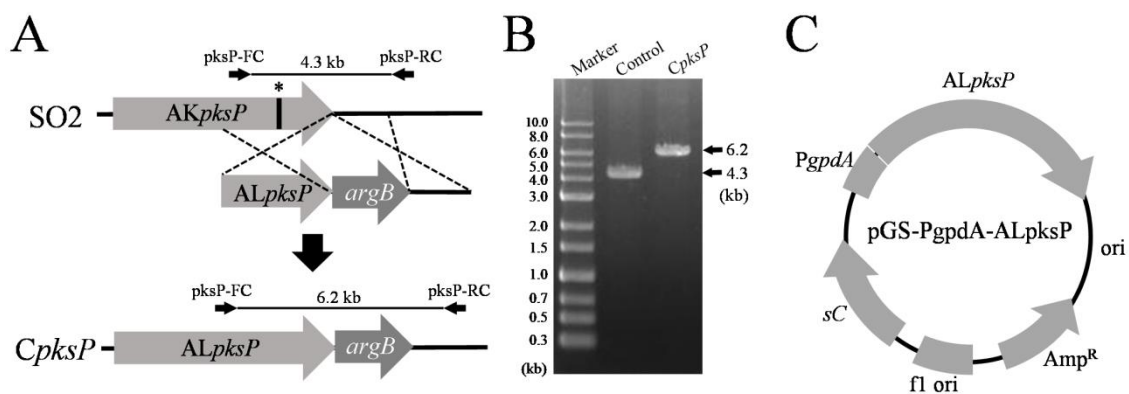 A
pksP-FC
4.3 kb
pksP-RC
*
SO2
AKpksP
ALpksP
argB
pksP-FC
6.2 kb
pksP-RC
CpksP
ALpksP
argB
B
Marker
Control
CpksP
10.0
8.0
6.0
5.0
4.0
3.0
2.0
1.5
1.0
0.7
0.5
0.3
(kb)
6.2
4.3
(kb)
C
ALpksP
PgpdA
pGS-PgpdA-ALpksP
ori
sC
AmpR
f1 ori